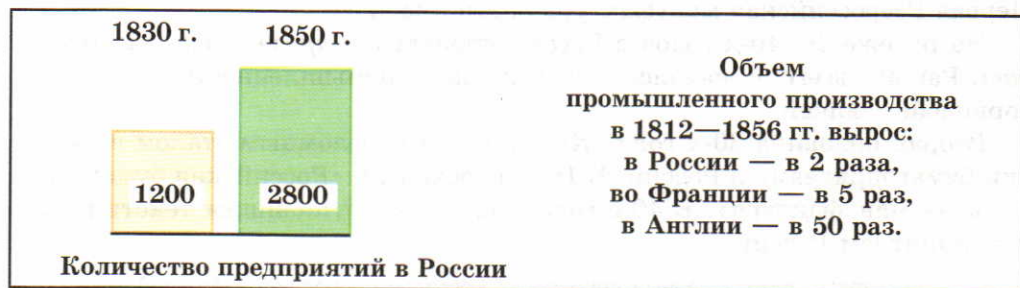 1830 г.
1850 г.
1200
2800
Количество предприятий в России
Объем
промышленного производства
в 1812—1856 гг. вырос:
в России — в 2 раза,
во Франции — в 5 раз,
в Англии — в 50 раз.